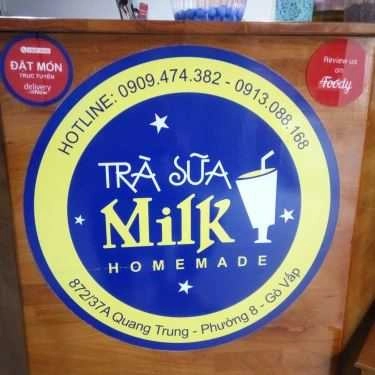 ĐẶT MÓN
TRỰC TUYẾN
delivery
now
Review us
on
Foody
HOTLINE: 0909.474.382 - 0913.088.168
TRÀ SỮA
Milk
HOMEMADE
872/37A Quang Trung - Phường 8 - Gò Vấp